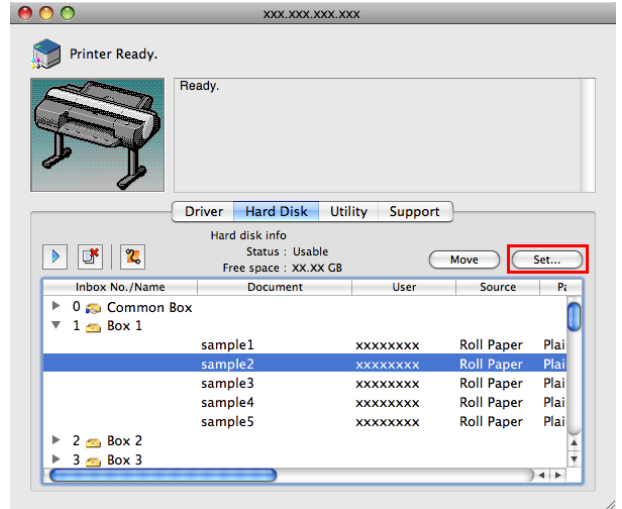 xxx.xxx.xxx.xxx
Printer Ready.
Ready.
Driver Hard Disk Utility Support
Hard disk info
Status : Usable
Free space : XX.XX GB
Move Set...
Inbox No./Name Document User Source Pa
0 Common Box
1 Box 1
sample1 xxxxxxxx Roll Paper Plai
sample2 xxxxxxxx Roll Paper Plai
sample3 xxxxxxxx Roll Paper Plai
sample4 xxxxxxxx Roll Paper Plai
sample5 xxxxxxxx Roll Paper Plai
2 Box 2
3 Box 3